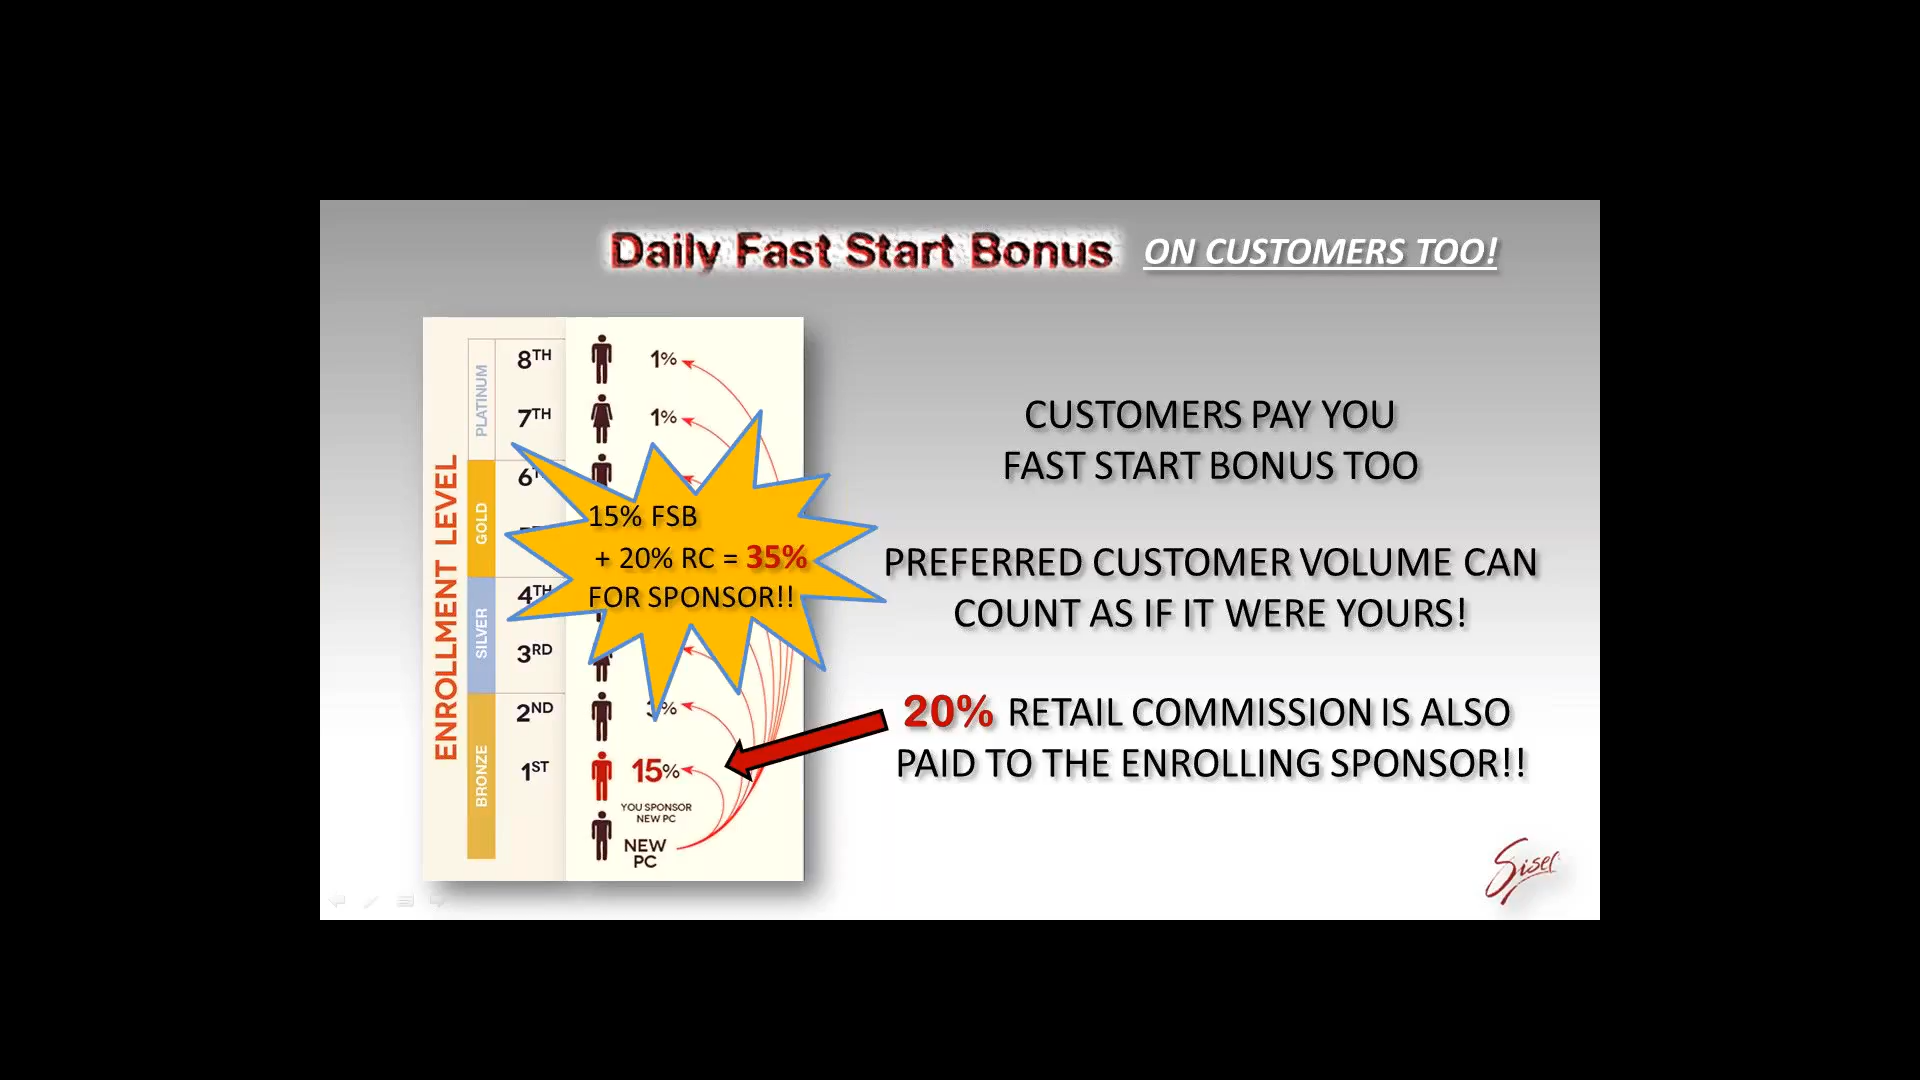 Daily Fast Start Bonus ON CUSTOMERS TOO!
ENROLLMENT LEVEL
PLATINUM
GOLD
SILVER
BRONZE
8TH 1%
7TH 1%
4TH
3RD
2ND
1ST 15%
YOU SPONSOR
NEW PC
NEW
PC
15% FSB
+ 20% RC = 35%
FOR SPONSOR!!
CUSTOMERS PAY YOU
FAST START BONUS TOO
PREFERRED CUSTOMER VOLUME CAN
COUNT AS IF IT WERE YOURS!
20% RETAIL COMMISSION IS ALSO
PAID TO THE ENROLLING SPONSOR!!
Sisel